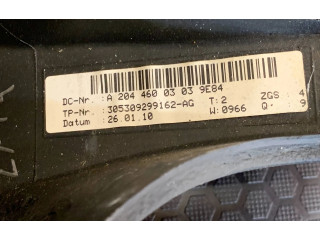 DC-Nr. : A 204 460 03 03 9E84
TP-Nr. : 305309299162-AG T: 2 ZGS 4
Datum : 26.01.10 W: 0966 Q. 9